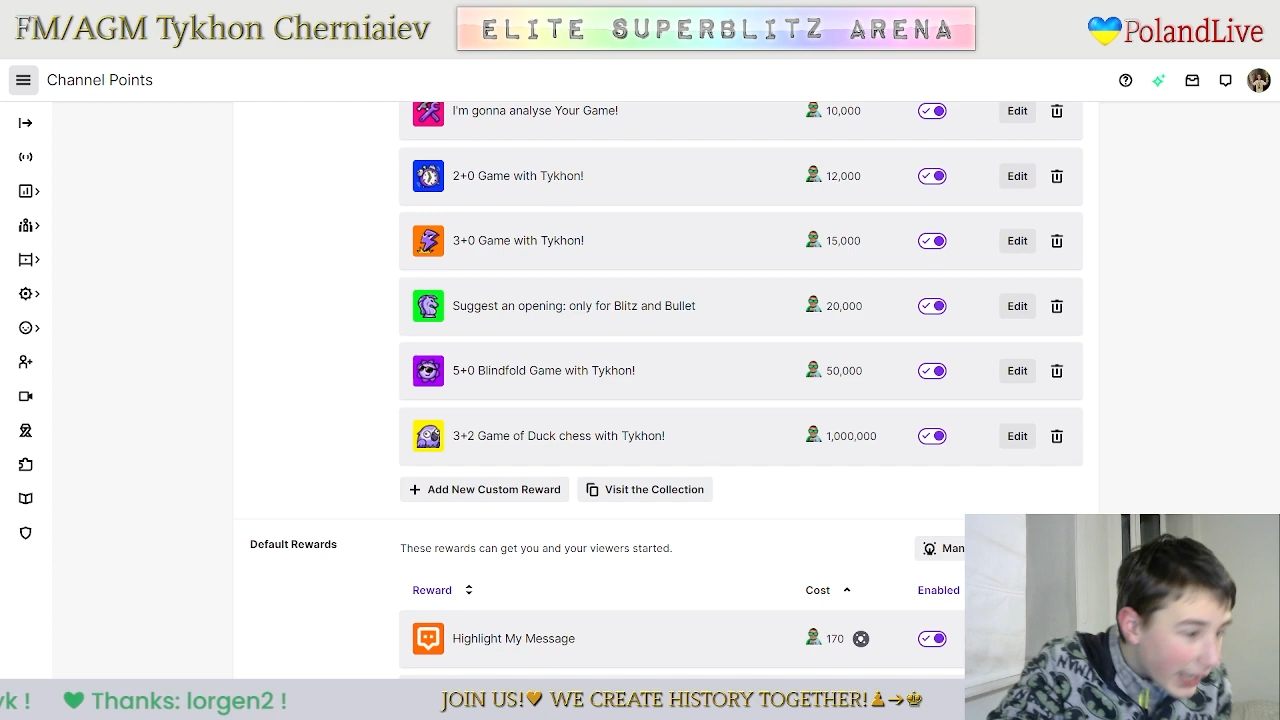 FM/AGM Tykhon Cherniaiev
ELITE SUPERBLITZ ARENA
PolandLive
Channel Points
I'm gonna analyse Your Game!
10,000
Edit
2+0 Game with Tykhon!
12,000
Edit
3+0 Game with Tykhon!
15,000
Edit
Suggest an opening: only for Blitz and Bullet
20,000
Edit
5+0 Blindfold Game with Tykhon!
50,000
Edit
3+2 Game of Duck chess with Tykhon!
1,000,000
Edit
Add New Custom Reward
Visit the Collection
Default Rewards
These rewards can get you and your viewers started.
Man
Reward
Cost
Enabled
Highlight My Message
170
yk !
Thanks: lorgen2 !
JOIN US! WE CREATE HISTORY TOGETHER!